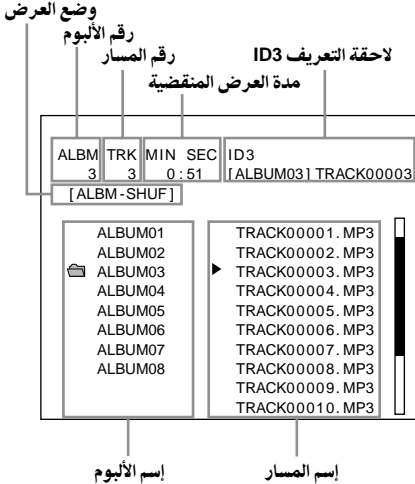 وضع العرض
رقم الألبوم
رقم المسار
لاحقة التعريف ID3
مدة العرض المنقضية
ALBM TRK MIN SEC ID3
3 3 0:51 [ALBUM03] TRACK00003
[ALBM-SHUF]
ALBUM01 TRACK00001.MP3
ALBUM02 TRACK00002.MP3
ALBUM03 TRACK00003.MP3
ALBUM04 TRACK00004.MP3
ALBUM05 TRACK00005.MP3
ALBUM06 TRACK00006.MP3
ALBUM07 TRACK00007.MP3
ALBUM08 TRACK00008.MP3
TRACK00009.MP3
TRACK00010.MP3
إسم الألبوم إسم المسار